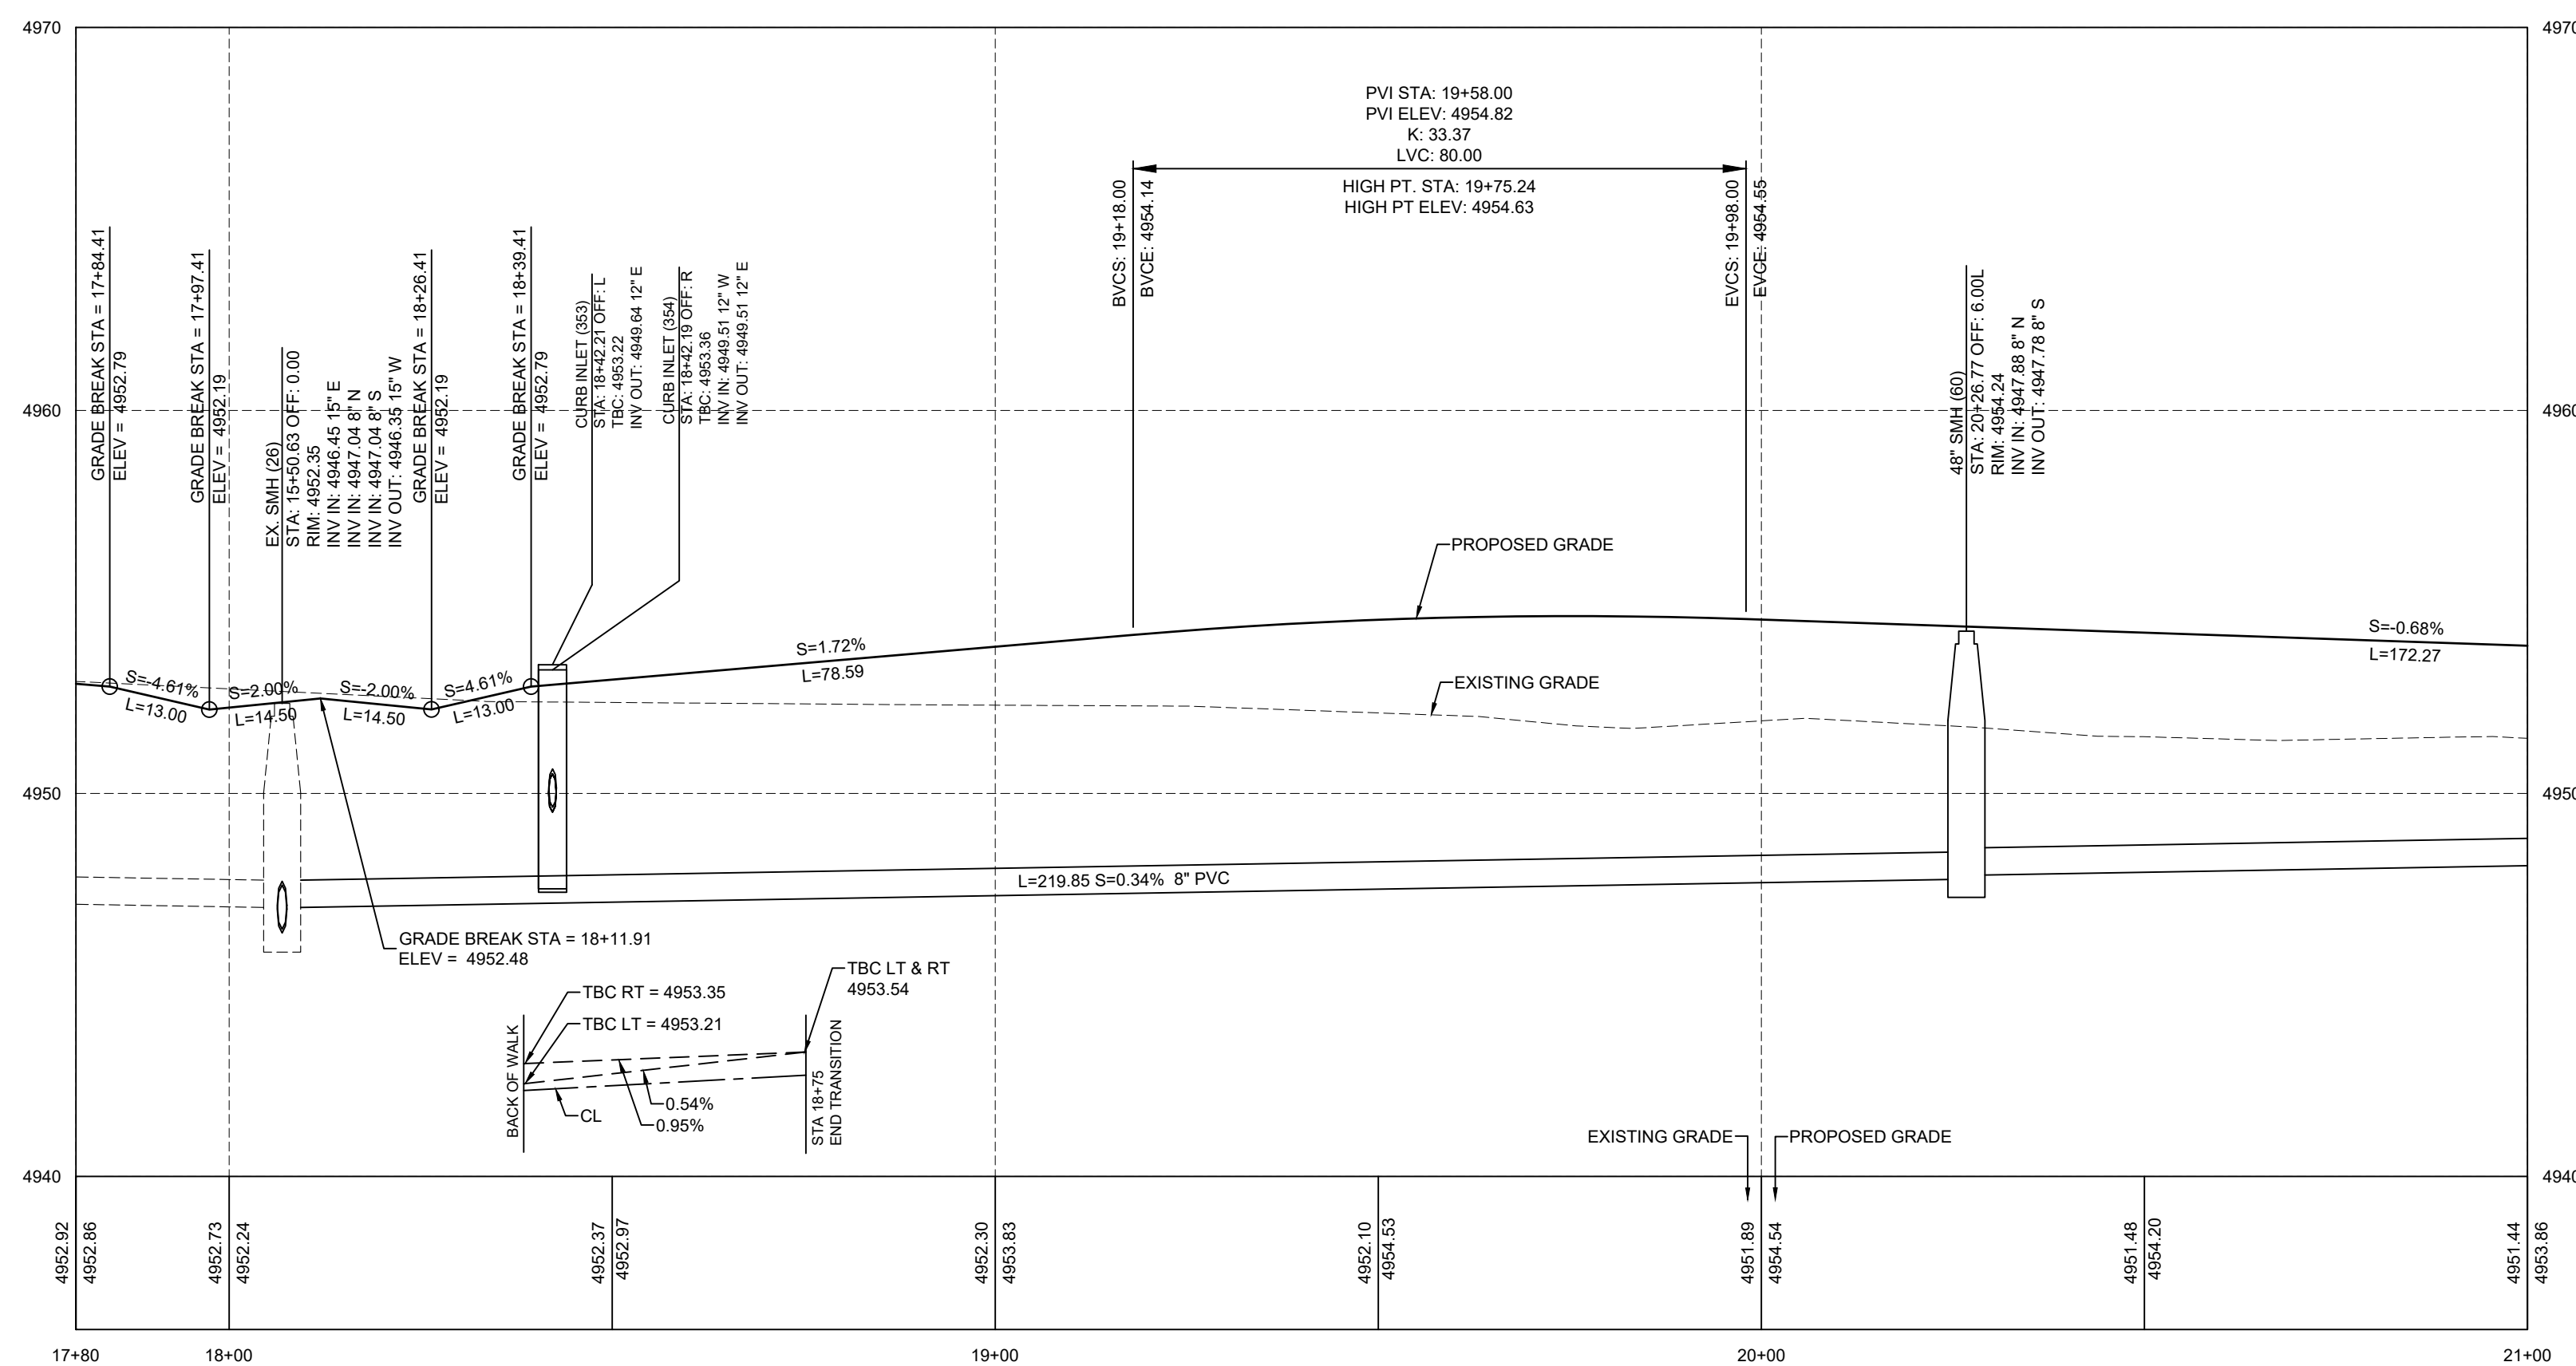 4970
4970
PVI STA: 19+58.00
PVI ELEV: 4954.82
K: 33.37
LVC: 80.00
HIGH PT. STA: 19+75.24
HIGH PT ELEV: 4954.63
BVCS: 19+18.00
BVCE: 4954.14
EVCS: 19+98.00
EVCE: 4954.55
GRADE BREAK STA = 17+84.41
ELEV = 4952.79
GRADE BREAK STA = 17+97.41
ELEV = 4952.19
EX. SMH (26)
STA: 15+50.63 OFF: 0.00
RIM: 4952.35
INV IN: 4946.45 15" E
INV IN: 4947.04 8" N
INV IN: 4947.04 8" S
INV OUT: 4946.35 15" W
GRADE BREAK STA = 18+26.41
ELEV = 4952.19
GRADE BREAK STA = 18+39.41
ELEV = 4952.79
CURB INLET (353)
STA: 18+42.21 OFF: L
TBC: 4953.22
INV OUT: 4949.64 12" E
CURB INLET (354)
STA: 18+42.19 OFF: R
TBC: 4953.36
INV IN: 4949.51 12" W
INV OUT: 4949.51 12" E
48" SMH (60)
STA: 20+26.77 OFF: 6.00L
RIM: 4954.24
INV IN: 4947.88 8" N
INV OUT: 4947.78 8" S
4960
4960
PROPOSED GRADE
EXISTING GRADE
S=-4.61%
L=13.00
S=2.00%
L=14.50
S=-2.00%
L=14.50
S=4.61%
L=13.00
S=1.72%
L=78.59
S=-0.68%
L=172.27
4950
4950
L=219.85 S=0.34% 8" PVC
GRADE BREAK STA = 18+11.91
ELEV = 4952.48
TBC LT & RT
4953.54
TBC RT = 4953.35
TBC LT = 4953.21
BACK OF WALK
CL
0.54%
0.95%
STA 18+75
END TRANSITION
EXISTING GRADE
PROPOSED GRADE
4940
4940
4952.92
4952.86
4952.73
4952.24
4952.37
4952.97
4952.30
4953.83
4952.10
4954.53
4951.89
4954.54
4951.48
4954.20
4951.44
4953.86
17+80
18+00
19+00
20+00
21+00